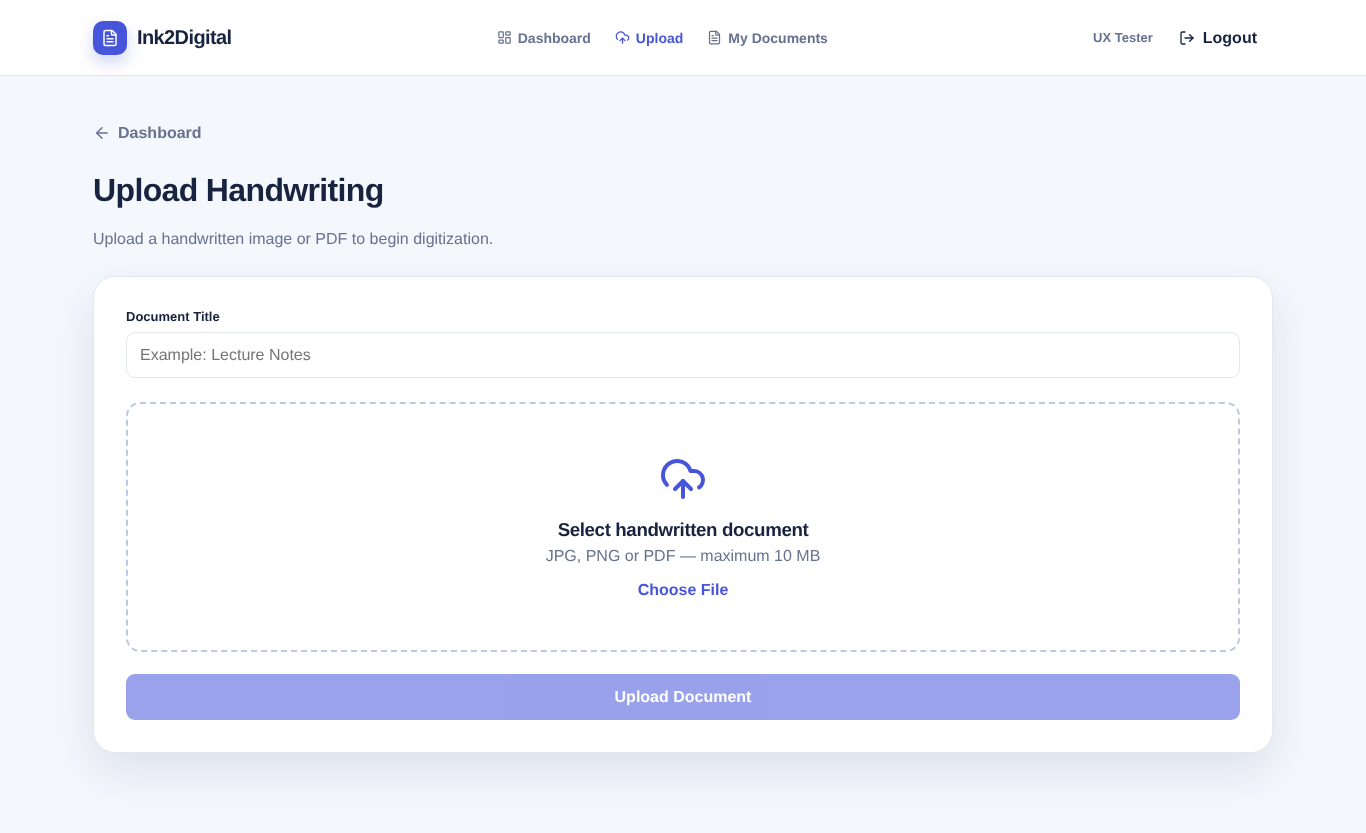 Ink2Digital
Dashboard
Upload
My Documents
UX Tester
Logout
Dashboard
Upload Handwriting
Upload a handwritten image or PDF to begin digitization.
Document Title
Example: Lecture Notes
Select handwritten document
JPG, PNG or PDF — maximum 10 MB
Choose File
Upload Document